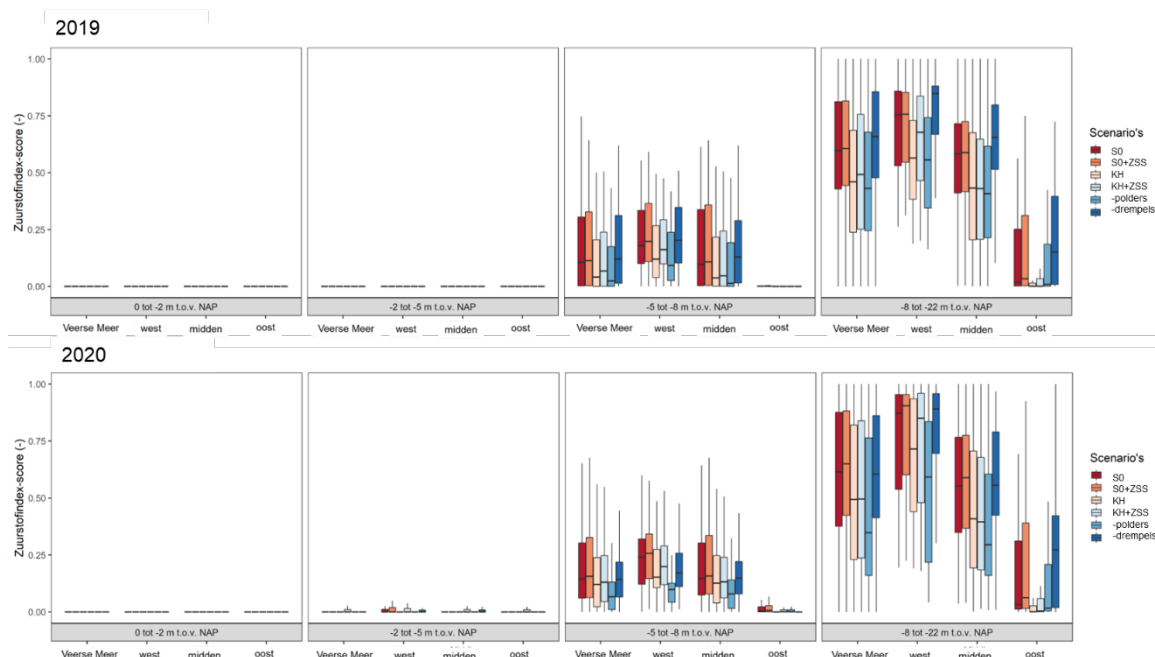 2019
Zuurstofindex-score (-)
1.00
0.75
0.50
0.25
0.00
0 tot -2 m t.o.v. NAP
-2 tot -5 m t.o.v. NAP
-5 tot -8 m t.o.v. NAP
-8 tot -22 m t.o.v. NAP
Veerse Meer west midden oost
Veerse Meer west midden oost
Veerse Meer west midden oost
Veerse Meer west midden oost
Scenario's
S0
S0+ZSS
KH
KH+ZSS
-polders
-drempels
2020
Zuurstofindex-score (-)
1.00
0.75
0.50
0.25
0.00
0 tot -2 m t.o.v. NAP
-2 tot -5 m t.o.v. NAP
-5 tot -8 m t.o.v. NAP
-8 tot -22 m t.o.v. NAP
Veerse Meer west midden oost
Veerse Meer west midden oost
Veerse Meer west midden oost
Veerse Meer west midden oost
Scenario's
S0
S0+ZSS
KH
KH+ZSS
-polders
-drempels